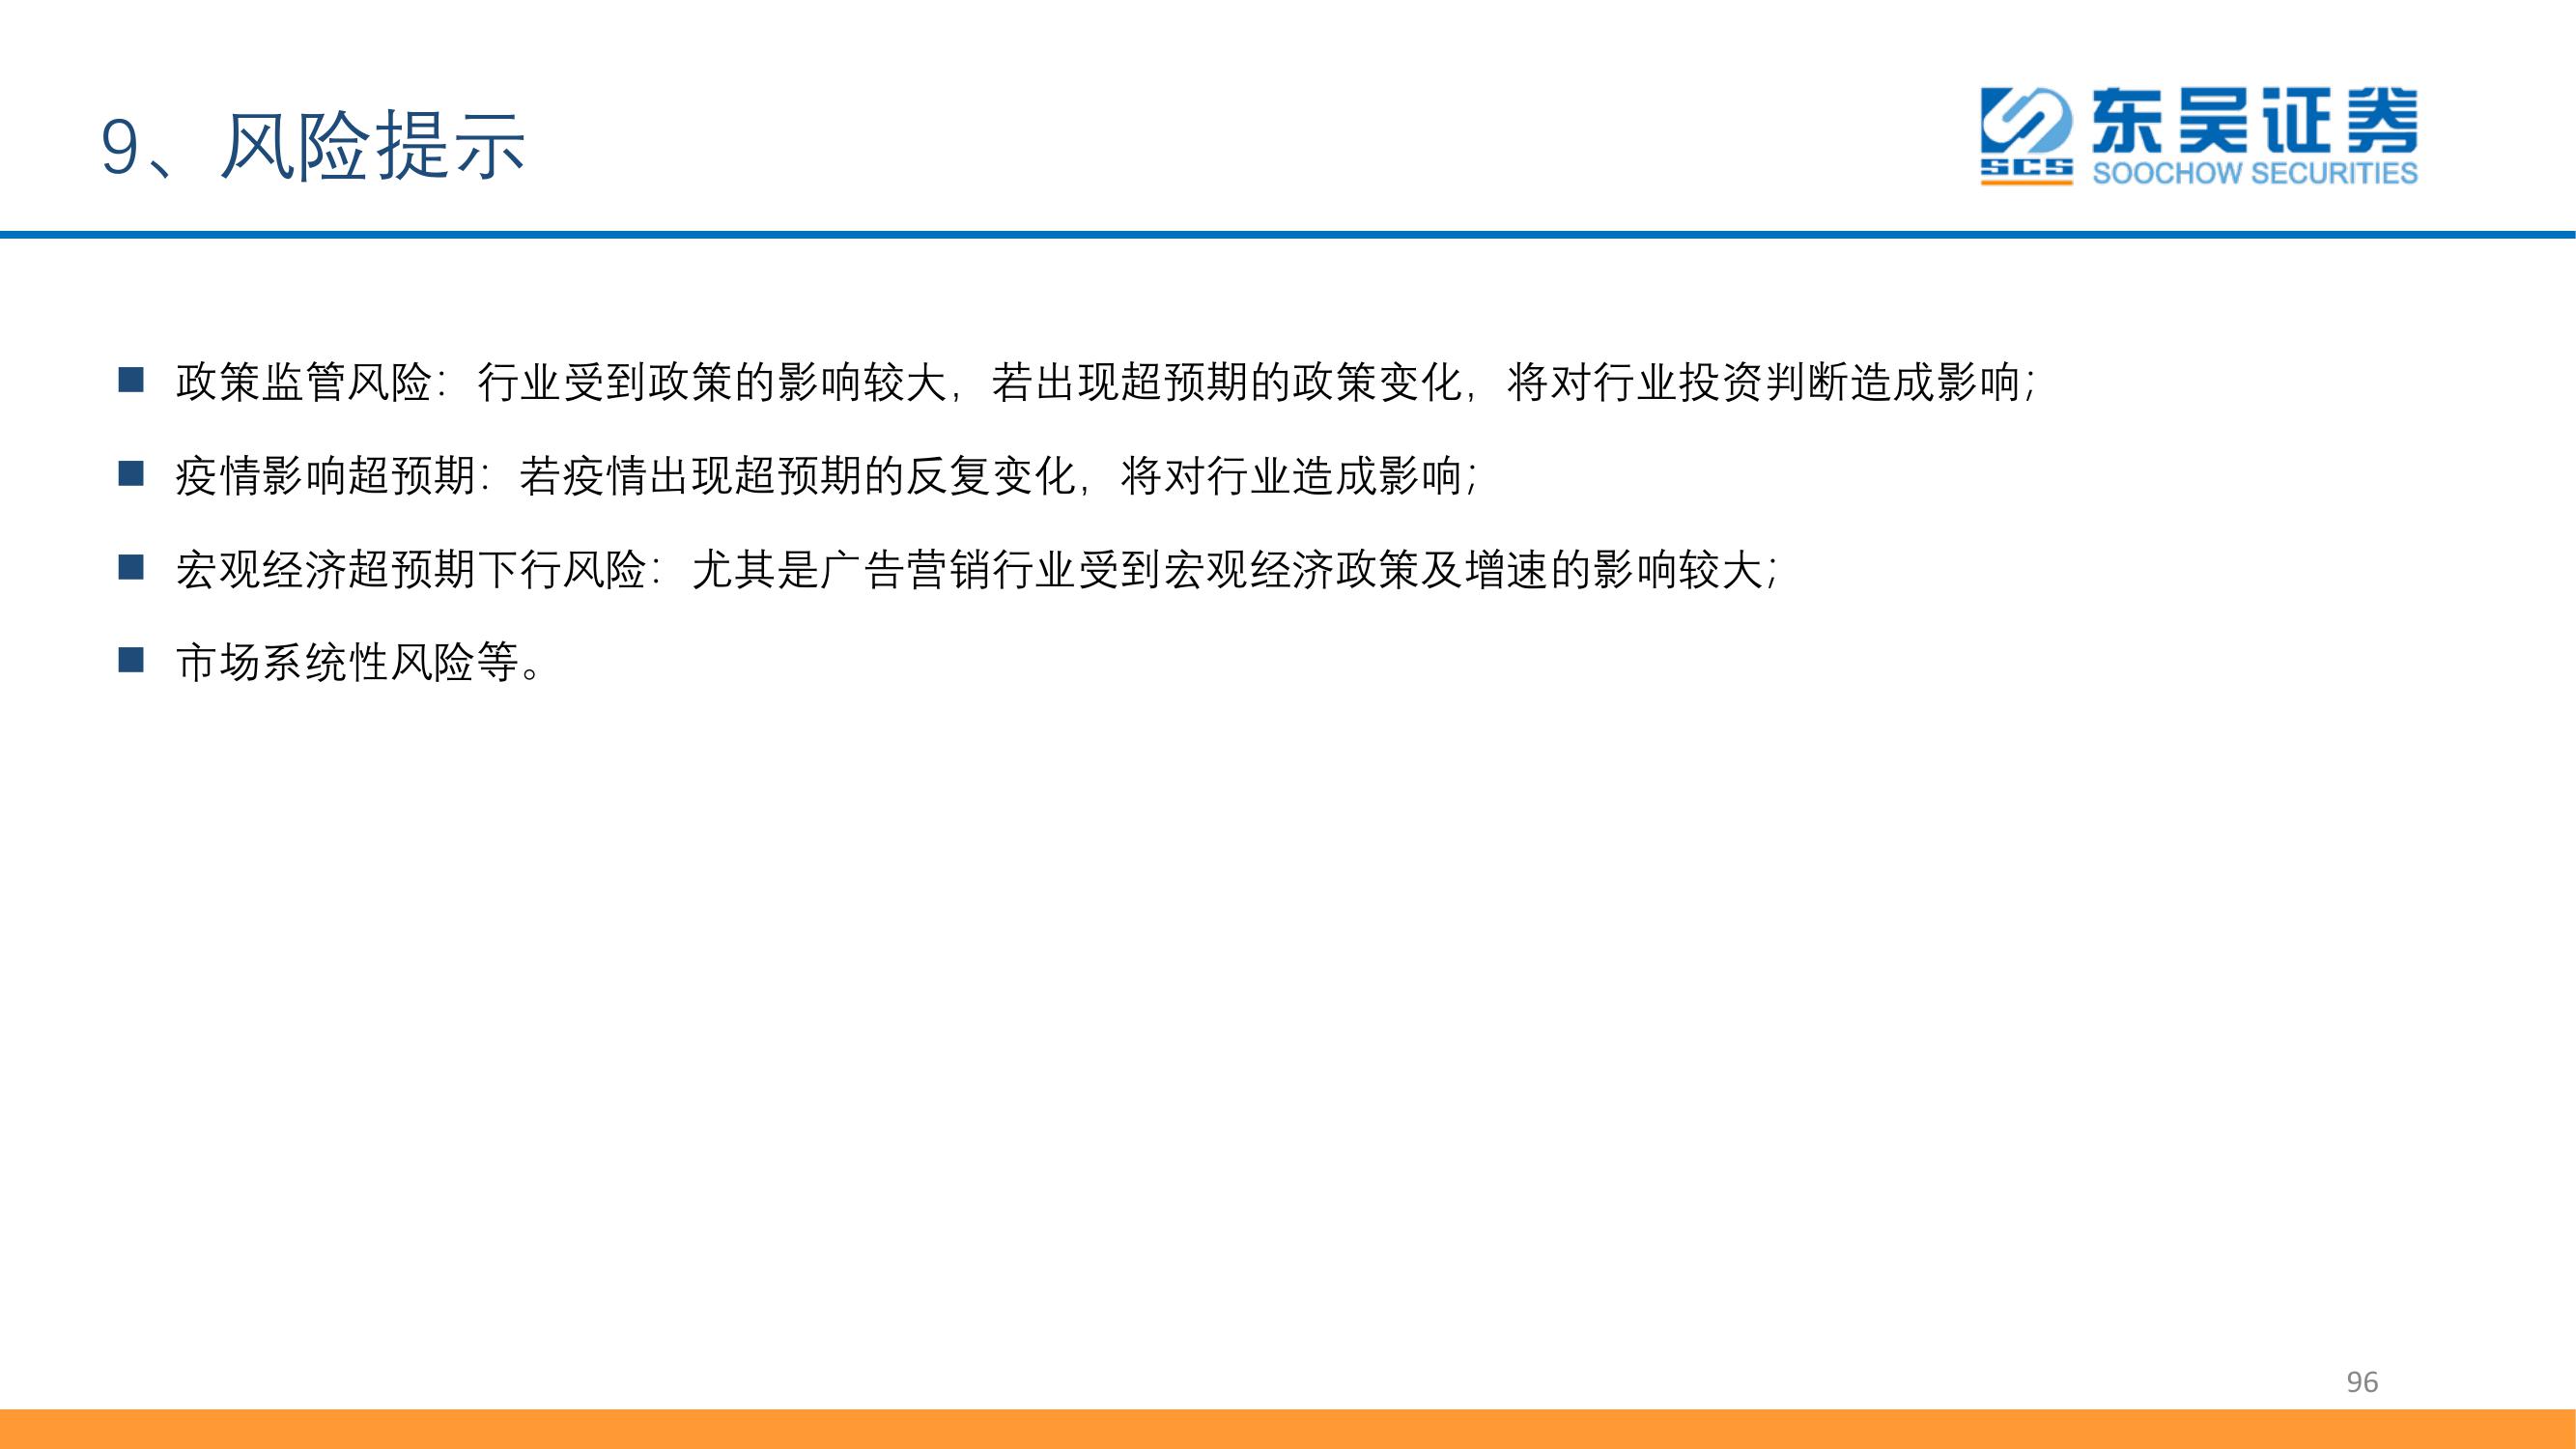 9、风险提示
东吴证券
SCS
SOOCHOW SECURITIES
■ 政策监管风险：行业受到政策的影响较大，若出现超预期的政策变化，将对行业投资判断造成影响；
■ 疫情影响超预期：若疫情出现超预期的反复变化，将对行业造成影响；
■ 宏观经济超预期下行风险：尤其是广告营销行业受到宏观经济政策及增速的影响较大；
■ 市场系统性风险等。
96